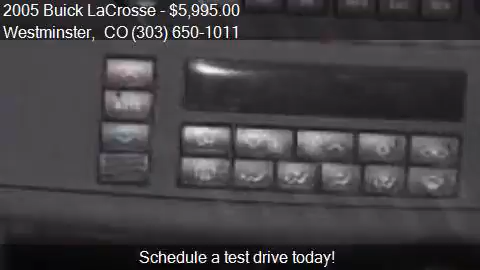 2005 Buick LaCrosse - $5,995.00
Westminster,  CO (303) 650-1011
Schedule a test drive today!